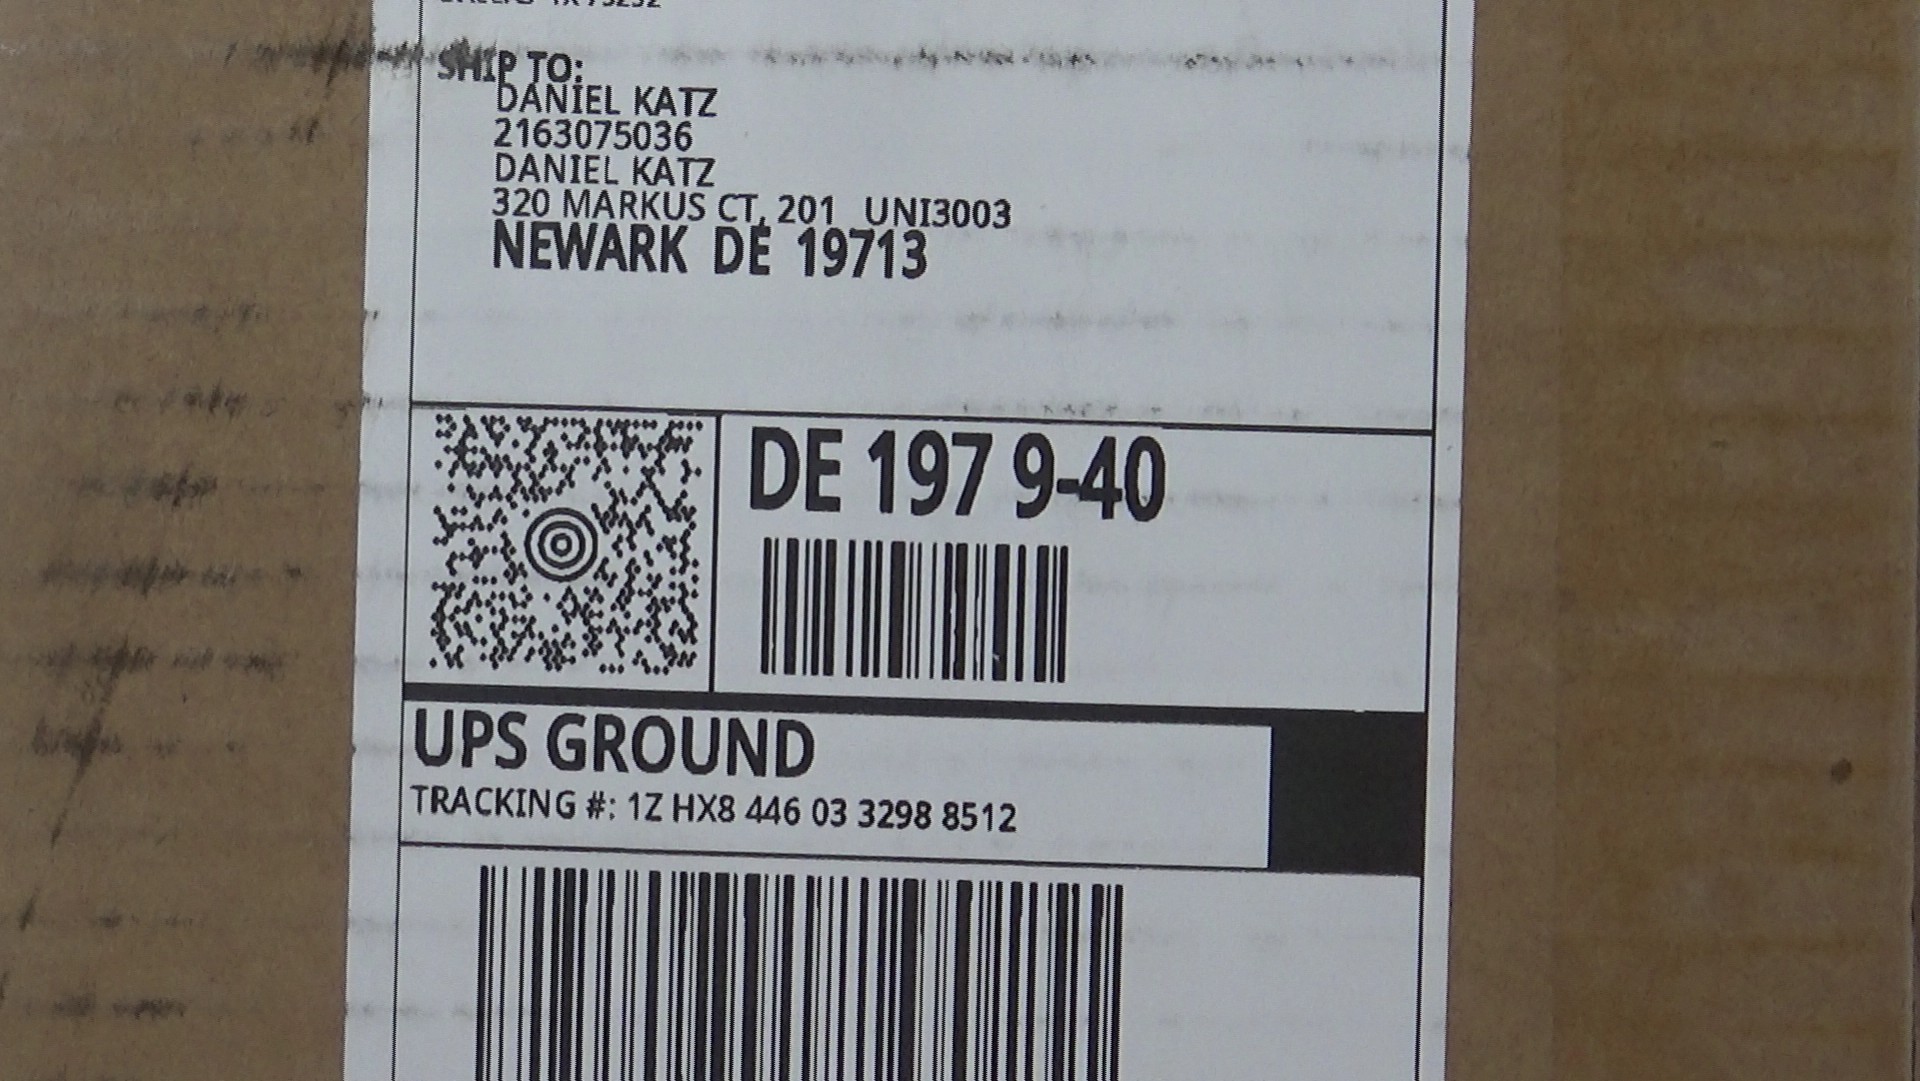 SHIP TO:
DANIEL KATZ
2163075036
DANIEL KATZ
320 MARKUS CT, 201 UNI3003
NEWARK DE 19713
DE 197 9-40
UPS GROUND
TRACKING #: 1Z HX8 446 03 3298 8512